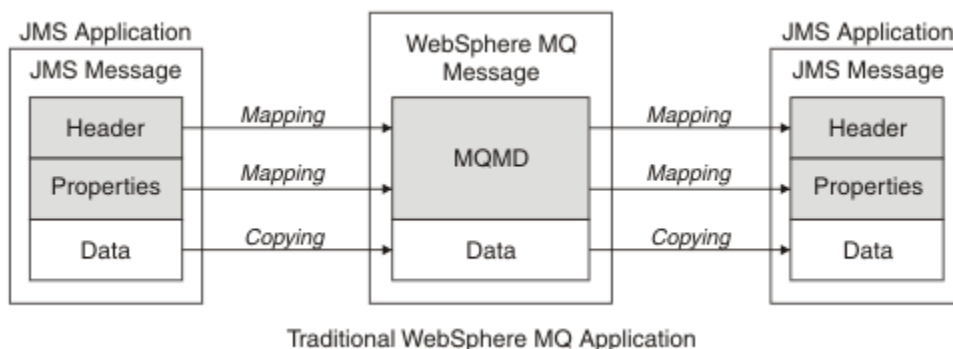 JMS Application
JMS Message
Header
Properties
Data
Mapping
Mapping
Copying
WebSphere MQ
Message
MQMD
Data
Mapping
Mapping
Copying
JMS Application
JMS Message
Header
Properties
Data
Traditional WebSphere MQ Application